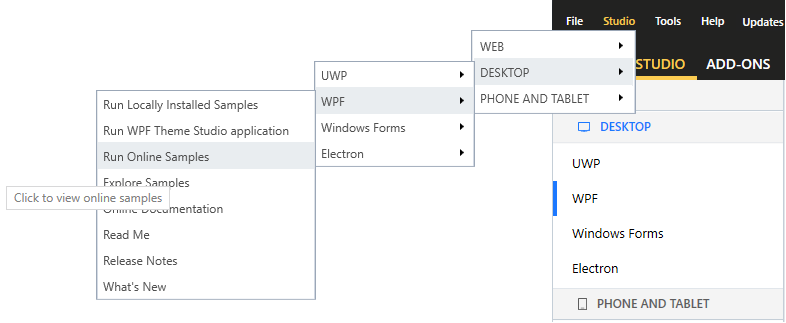 File Studio Tools Help Updates
STUDIO ADD-ONS
WEB
DESKTOP
PHONE AND TABLET
UWP
WPF
Windows Forms
Electron
Run Locally Installed Samples
Run WPF Theme Studio application
Run Online Samples
Explore Samples
Click to view online samples
Online Documentation
Read Me
Release Notes
What's New
DESKTOP
UWP
WPF
Windows Forms
Electron
PHONE AND TABLET